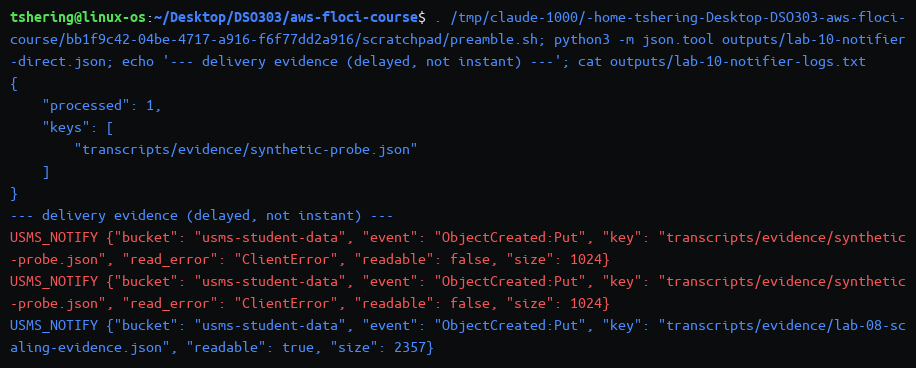 tshering@linux-os:~/Desktop/DSO303/aws-floci-course$ . /tmp/claude-1000/-home-tshering-Desktop-DSO303-aws-floci-
course/bb1f9c42-04be-4717-a916-f6f77dd2a916/scratchpad/preamble.sh; python3 -m json.tool outputs/lab-10-notifier
-direct.json; echo '--- delivery evidence (delayed, not instant) ---'; cat outputs/lab-10-notifier-logs.txt
{
    "processed": 1,
    "keys": [
        "transcripts/evidence/synthetic-probe.json"
    ]
}
--- delivery evidence (delayed, not instant) ---
USMS_NOTIFY {"bucket": "usms-student-data", "event": "ObjectCreated:Put", "key": "transcripts/evidence/synthetic
-probe.json", "read_error": "ClientError", "readable": false, "size": 1024}
USMS_NOTIFY {"bucket": "usms-student-data", "event": "ObjectCreated:Put", "key": "transcripts/evidence/synthetic
-probe.json", "read_error": "ClientError", "readable": false, "size": 1024}
USMS_NOTIFY {"bucket": "usms-student-data", "event": "ObjectCreated:Put", "key": "transcripts/evidence/lab-08-sc
aling-evidence.json", "readable": true, "size": 2357}